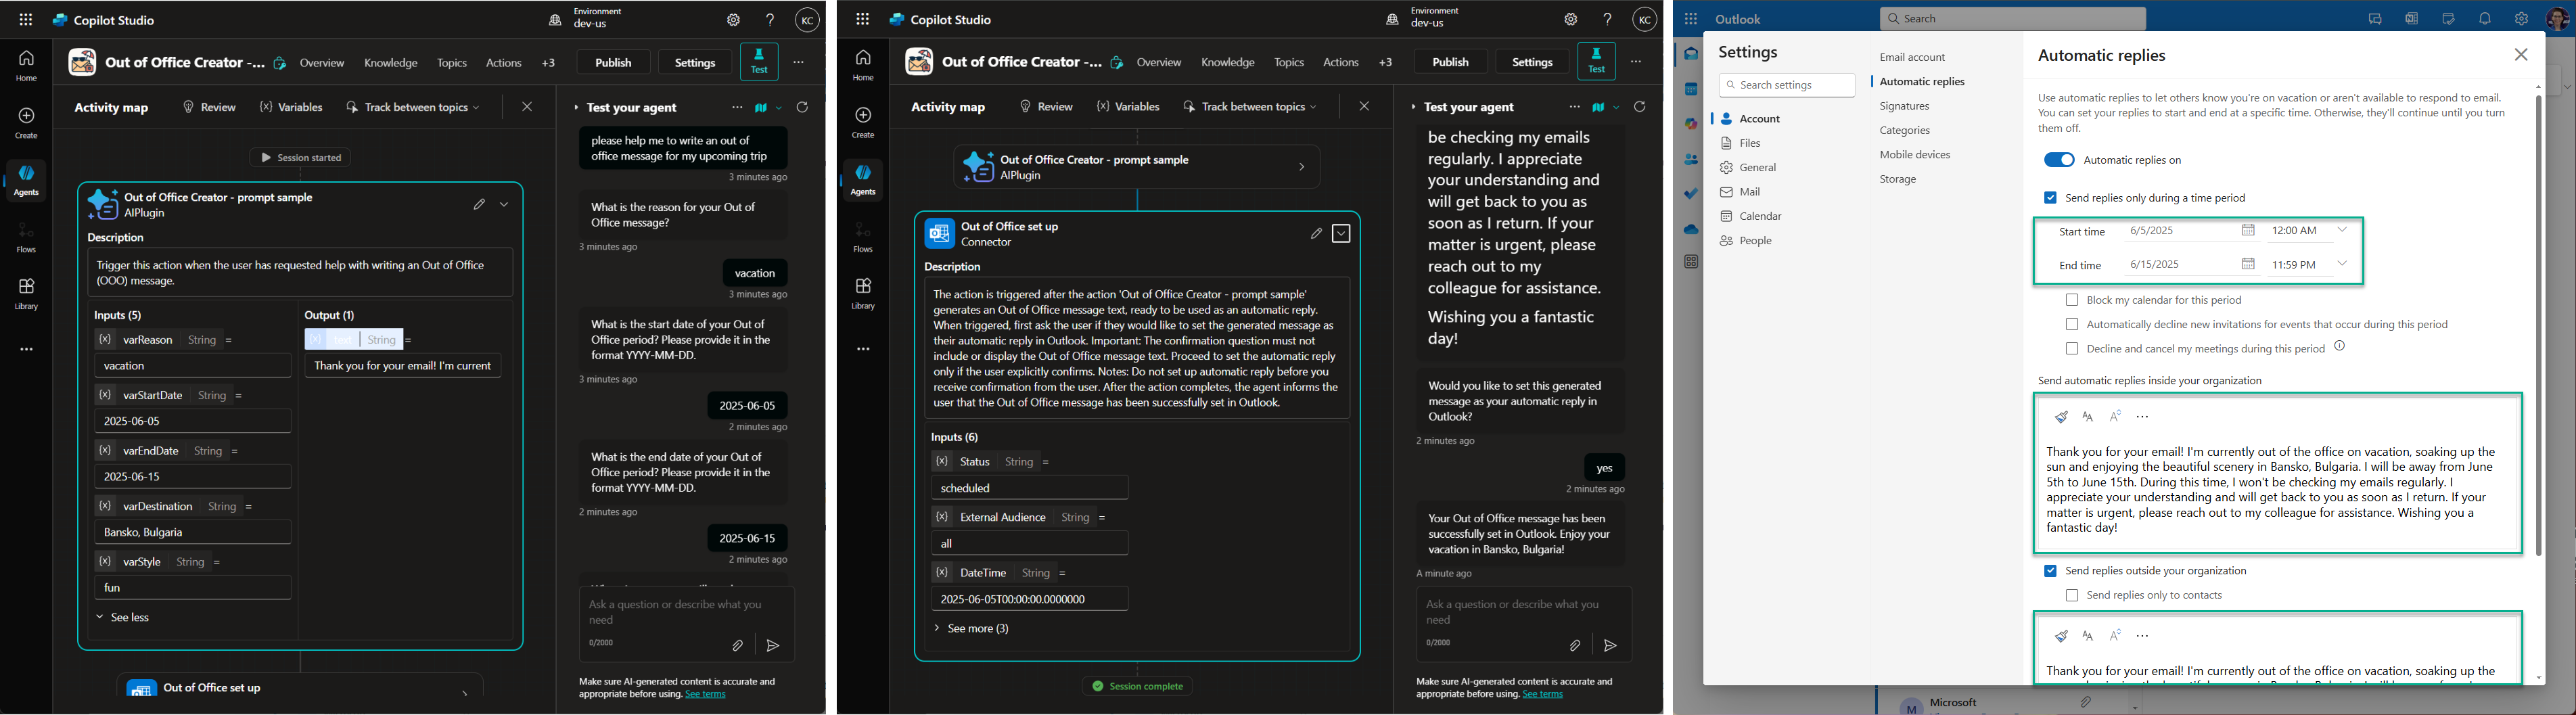 Copilot Studio
Environment
dev-us
KC
Home
Create
Agents
Flows
Library
Out of Office Creator -...
Overview
Knowledge
Topics
Actions
+3
Publish
Settings
Test
Activity map
Review
Variables
Track between topics
Session started
Out of Office Creator - prompt sample
AIPlugin
Description
Trigger this action when the user has requested help with writing an Out of Office
(OOO) message.
Inputs (5)
varReason String =
vacation
varStartDate String =
2025-06-05
varEndDate String =
2025-06-15
varDestination String =
Bansko, Bulgaria
varStyle String =
fun
See less
Output (1)
String =
Thank you for your email! I'm current
Out of Office set up
Test your agent
please help me to write an out of
office message for my upcoming trip
3 minutes ago
What is the reason for your Out of
Office message?
3 minutes ago
vacation
3 minutes ago
What is the start date of your Out of
Office period? Please provide it in the
format YYYY-MM-DD.
3 minutes ago
2025-06-05
2 minutes ago
What is the end date of your Out of
Office period? Please provide it in the
format YYYY-MM-DD.
2 minutes ago
2025-06-15
2 minutes ago
Ask a question or describe what you
need
0/2000
Make sure AI-generated content is accurate and
appropriate before using. See terms
Copilot Studio
Environment
dev-us
KC
Home
Create
Agents
Flows
Library
Out of Office Creator -...
Overview
Knowledge
Topics
Actions
+3
Publish
Settings
Test
Activity map
Review
Variables
Track between topics
Out of Office Creator - prompt sample
AIPlugin
Out of Office set up
Connector
Description
The action is triggered after the action 'Out of Office Creator - prompt sample'
generates an Out of Office message text, ready to be used as an automatic reply.
When triggered, first ask the user if they would like to set the generated message as
their automatic reply in Outlook. Important: The confirmation question must not
include or display the Out of Office message text. Proceed to set the automatic reply
only if the user explicitly confirms. Notes: Do not set up automatic reply before you
receive confirmation from the user. After the action completes, the agent informs the
user that the Out of Office message has been successfully set in Outlook.
Inputs (6)
Status String =
scheduled
External Audience String =
all
DateTime String =
2025-06-05T00:00:00.0000000
See more (3)
Session complete
Test your agent
be checking my emails
regularly. I appreciate
your understanding and
will get back to you as
soon as I return. If your
matter is urgent, please
reach out to my
colleague for assistance.
Wishing you a fantastic
day!
Would you like to set this generated
message as your automatic reply in
Outlook?
2 minutes ago
yes
2 minutes ago
Your Out of Office message has been
successfully set in Outlook. Enjoy your
vacation in Bansko, Bulgaria!
A minute ago
Ask a question or describe what you
need
0/2000
Make sure AI-generated content is accurate and
appropriate before using. See terms
Outlook
Search
Settings
Search settings
Account
Files
General
Mail
Calendar
People
Email account
Automatic replies
Signatures
Categories
Mobile devices
Storage
Automatic replies
Use automatic replies to let others know you're on vacation or aren't available to respond to email.
You can set your replies to start and end at a specific time. Otherwise, they'll continue until you turn
them off.
Automatic replies on
Send replies only during a time period
Start time 6/5/2025 12:00 AM
End time 6/15/2025 11:59 PM
Block my calendar for this period
Automatically decline new invitations for events that occur during this period
Decline and cancel my meetings during this period
Send automatic replies inside your organization
Thank you for your email! I'm currently out of the office on vacation, soaking up the
sun and enjoying the beautiful scenery in Bansko, Bulgaria. I will be away from June
5th to June 15th. During this time, I won't be checking my emails regularly. I
appreciate your understanding and will get back to you as soon as I return. If your
matter is urgent, please reach out to my colleague for assistance. Wishing you a
fantastic day!
Send replies outside your organization
Send replies only to contacts
Thank you for your email! I'm currently out of the office on vacation, soaking up the
M
Microsoft